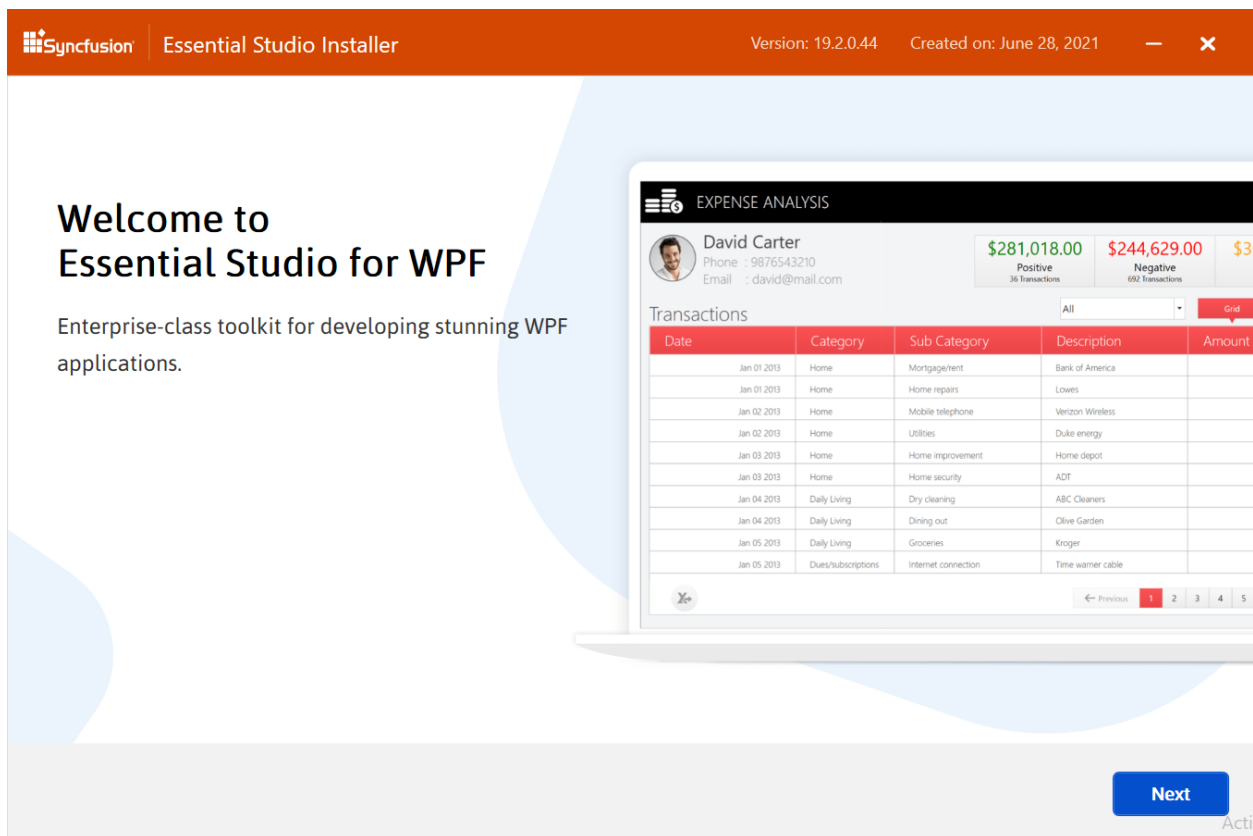 Syncfusion
Essential Studio Installer
Version: 19.2.0.44
Created on: June 28, 2021
Welcome to
Essential Studio for WPF
Enterprise-class toolkit for developing stunning WPF
applications.
EXPENSE ANALYSIS
David Carter
Phone : 9876543210
Email : david@mail.com
$281,018.00
Positive
36 Transactions
$244,629.00
Negative
692 Transactions
$3
Transactions
All
Grid
Date Category Sub Category Description Amount
Jan 01 2013 Home Mortgage/rent Bank of America
Jan 01 2013 Home Home repairs Lowes
Jan 02 2013 Home Mobile telephone Verizon Wireless
Jan 02 2013 Home Utilities Duke energy
Jan 03 2013 Home Home improvement Home depot
Jan 03 2013 Home Home security ADT
Jan 04 2013 Daily Living Dry cleaning ABC Cleaners
Jan 04 2013 Daily Living Dining out Olive Garden
Jan 05 2013 Daily Living Groceries Kroger
Jan 05 2013 Dues/subscriptions Internet connection Time warner cable
Previous 1 2 3 4 5
Next
Acti